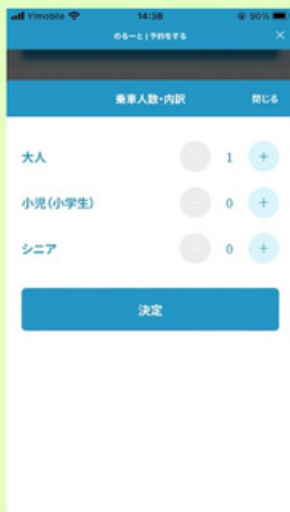 Y!mobile 14:38 90%
のるーと|予約をする ×
乗車人数・内訳 閉じる
大人 - 1 +
小児(小学生) - 0 +
シニア - 0 +
決定